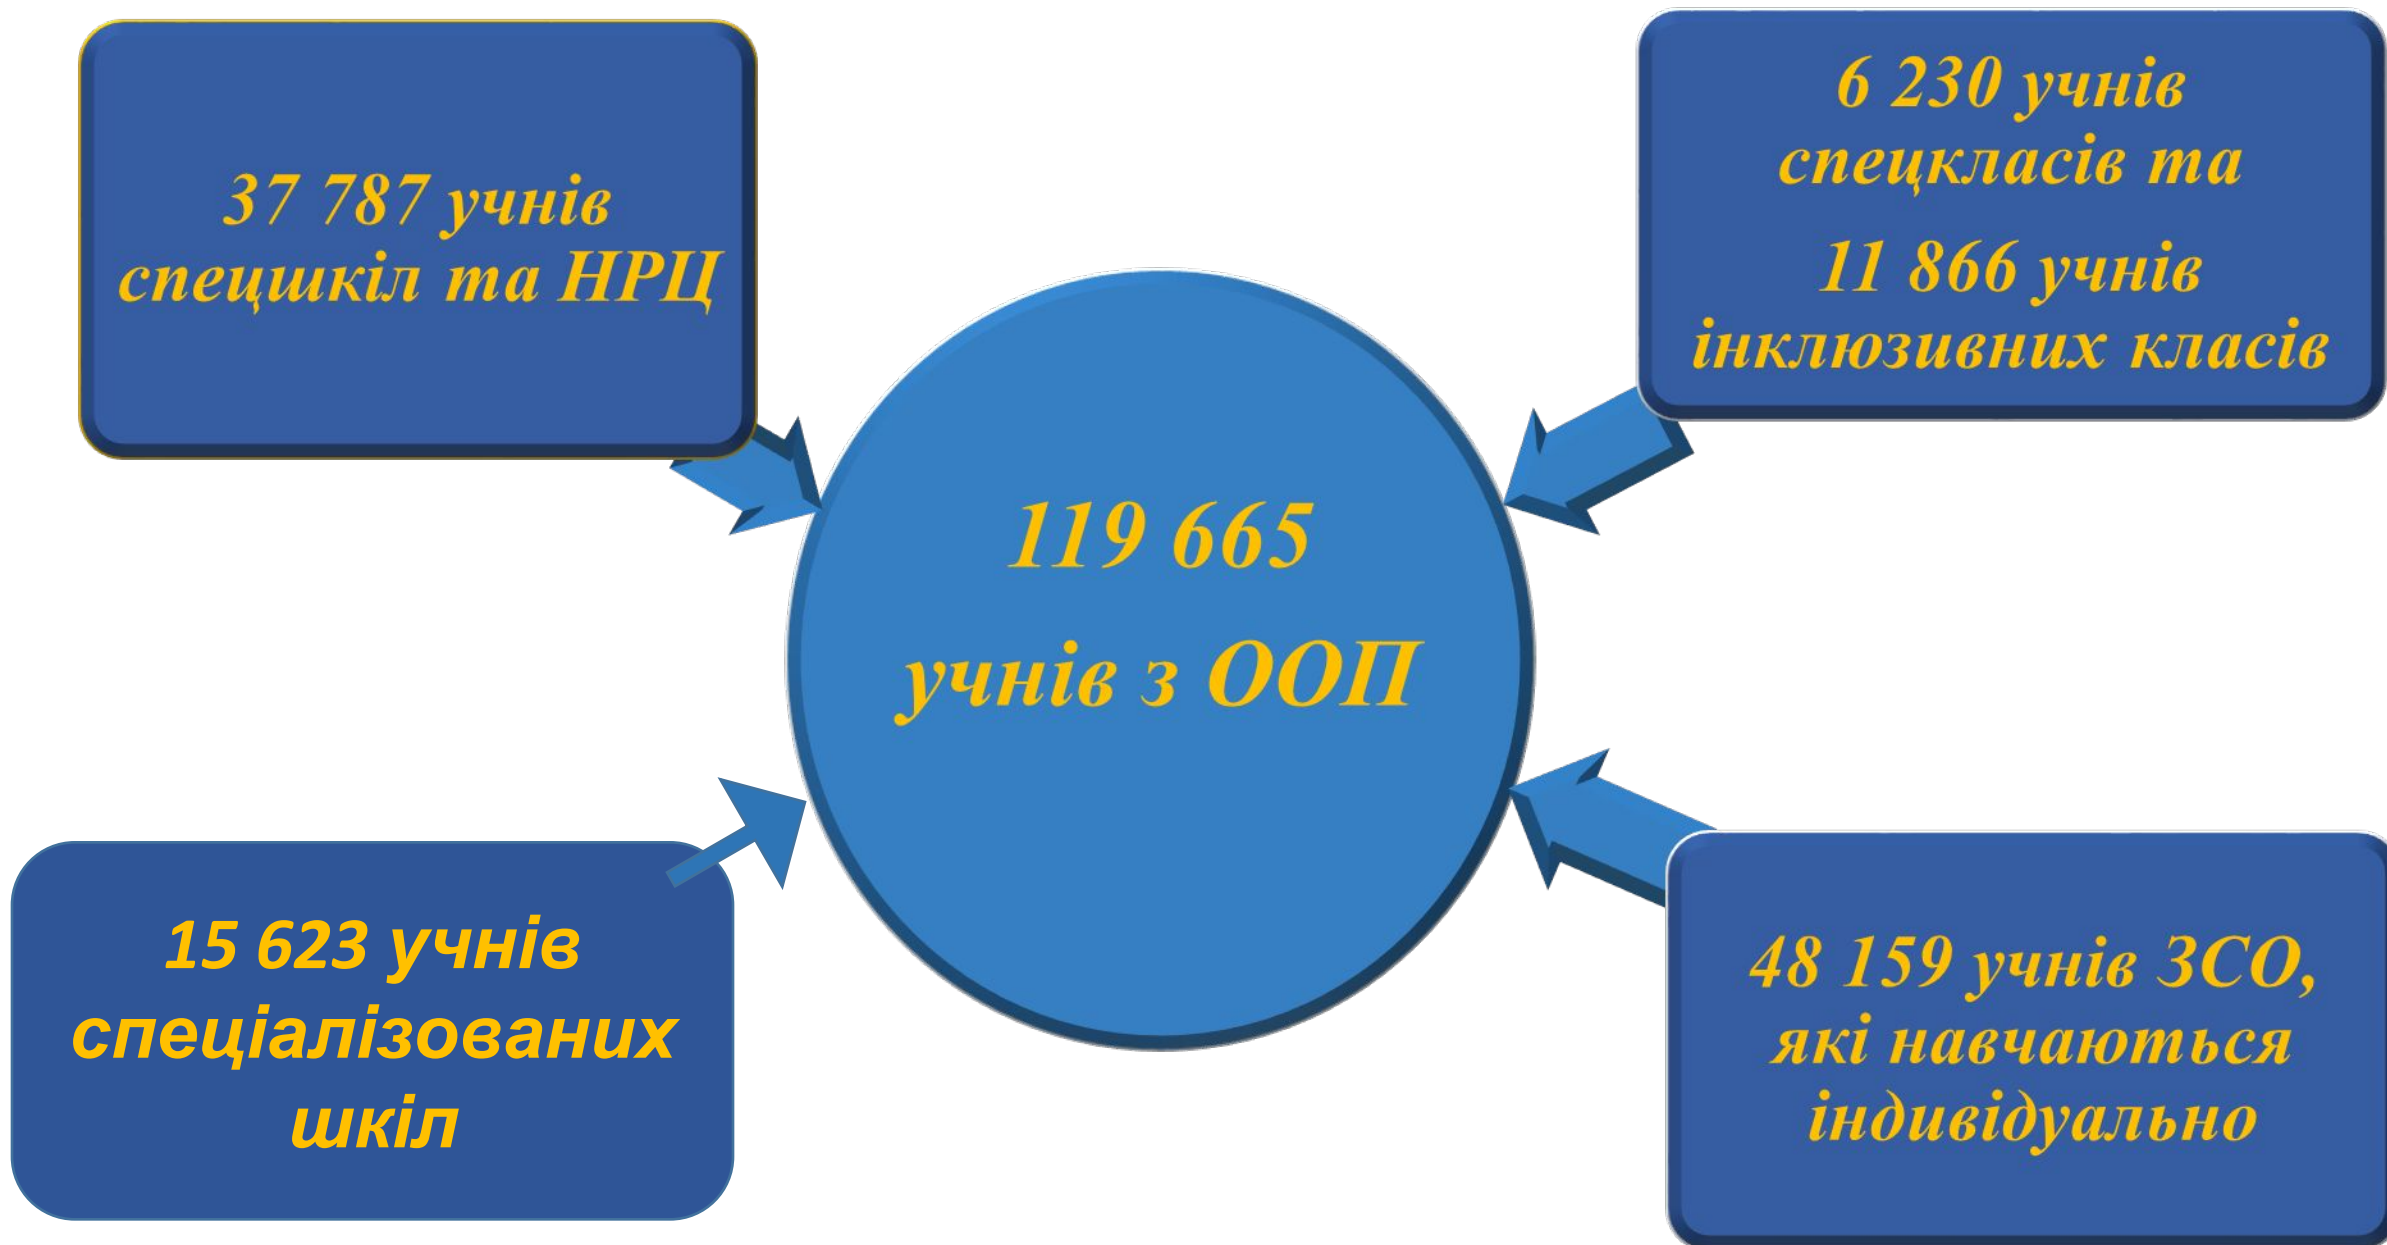 37 787 учнів
спецшкіл та НРЦ
6 230 учнів
спецкласів та
11 866 учнів
інклюзивних класів
119 665
учнів з ООП
15 623 учнів
спеціалізованих
шкіл
48 159 учнів ЗСО,
які навчаються
індивідуально